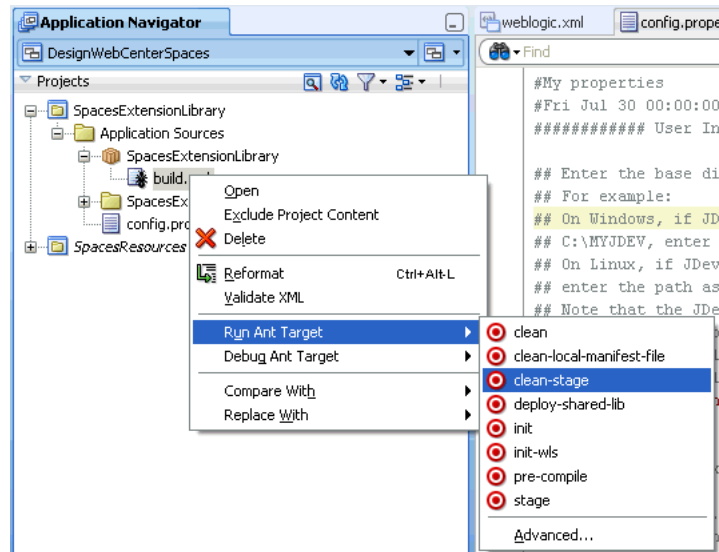 Application Navigator
DesignWebCenterSpaces
Projects
SpacesExtensionLibrary
Application Sources
SpacesExtensionLibrary
build.
SpacesEx
config.pro
SpacesResources
Open
Exclude Project Content
Delete
Reformat Ctrl+Alt-L
Validate XML
Run Ant Target
Debug Ant Target
Compare With
Replace With
clean
clean-local-manifest-file
clean-stage
deploy-shared-lib
init
init-wls
pre-compile
stage
Advanced...
weblogic.xml
config.prope
Find
#My properties
#Fri Jul 30 00:00:00
############ User In
## Enter the base di
## For example:
## On Windows, if JD
## C:\MYJDEV, enter
## On Linux, if JDev
## enter the path as
## Note that the JDe